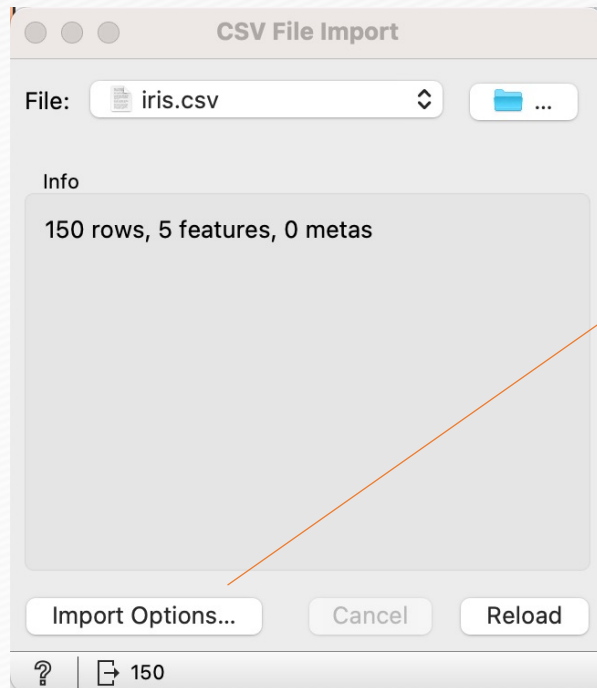 CSV File Import
File: iris.csv ...
Info
150 rows, 5 features, 0 metas
Import Options... Cancel Reload
? 150